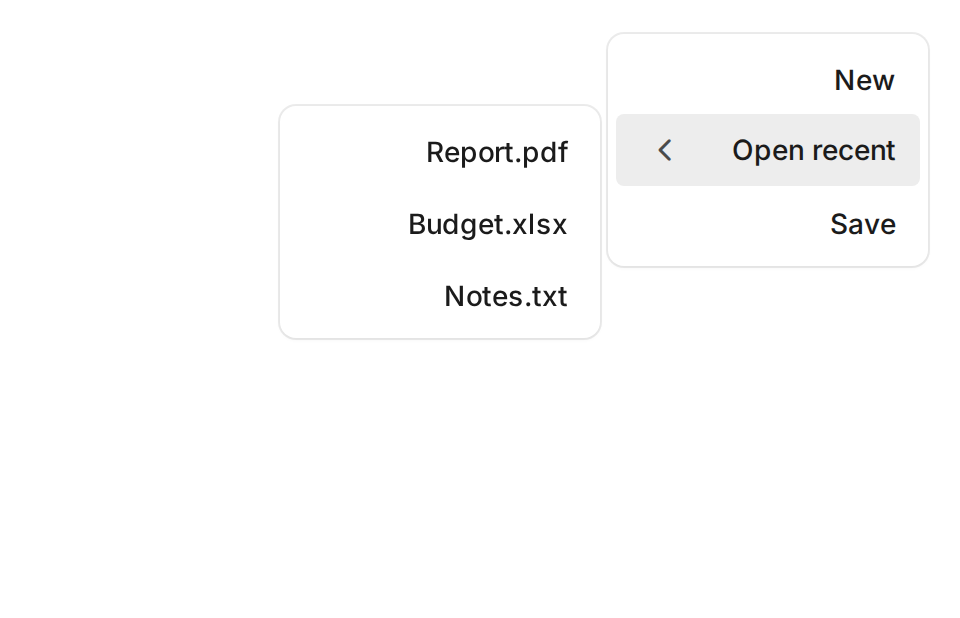 New
Open recent
Save
Report.pdf
Budget.xlsx
Notes.txt